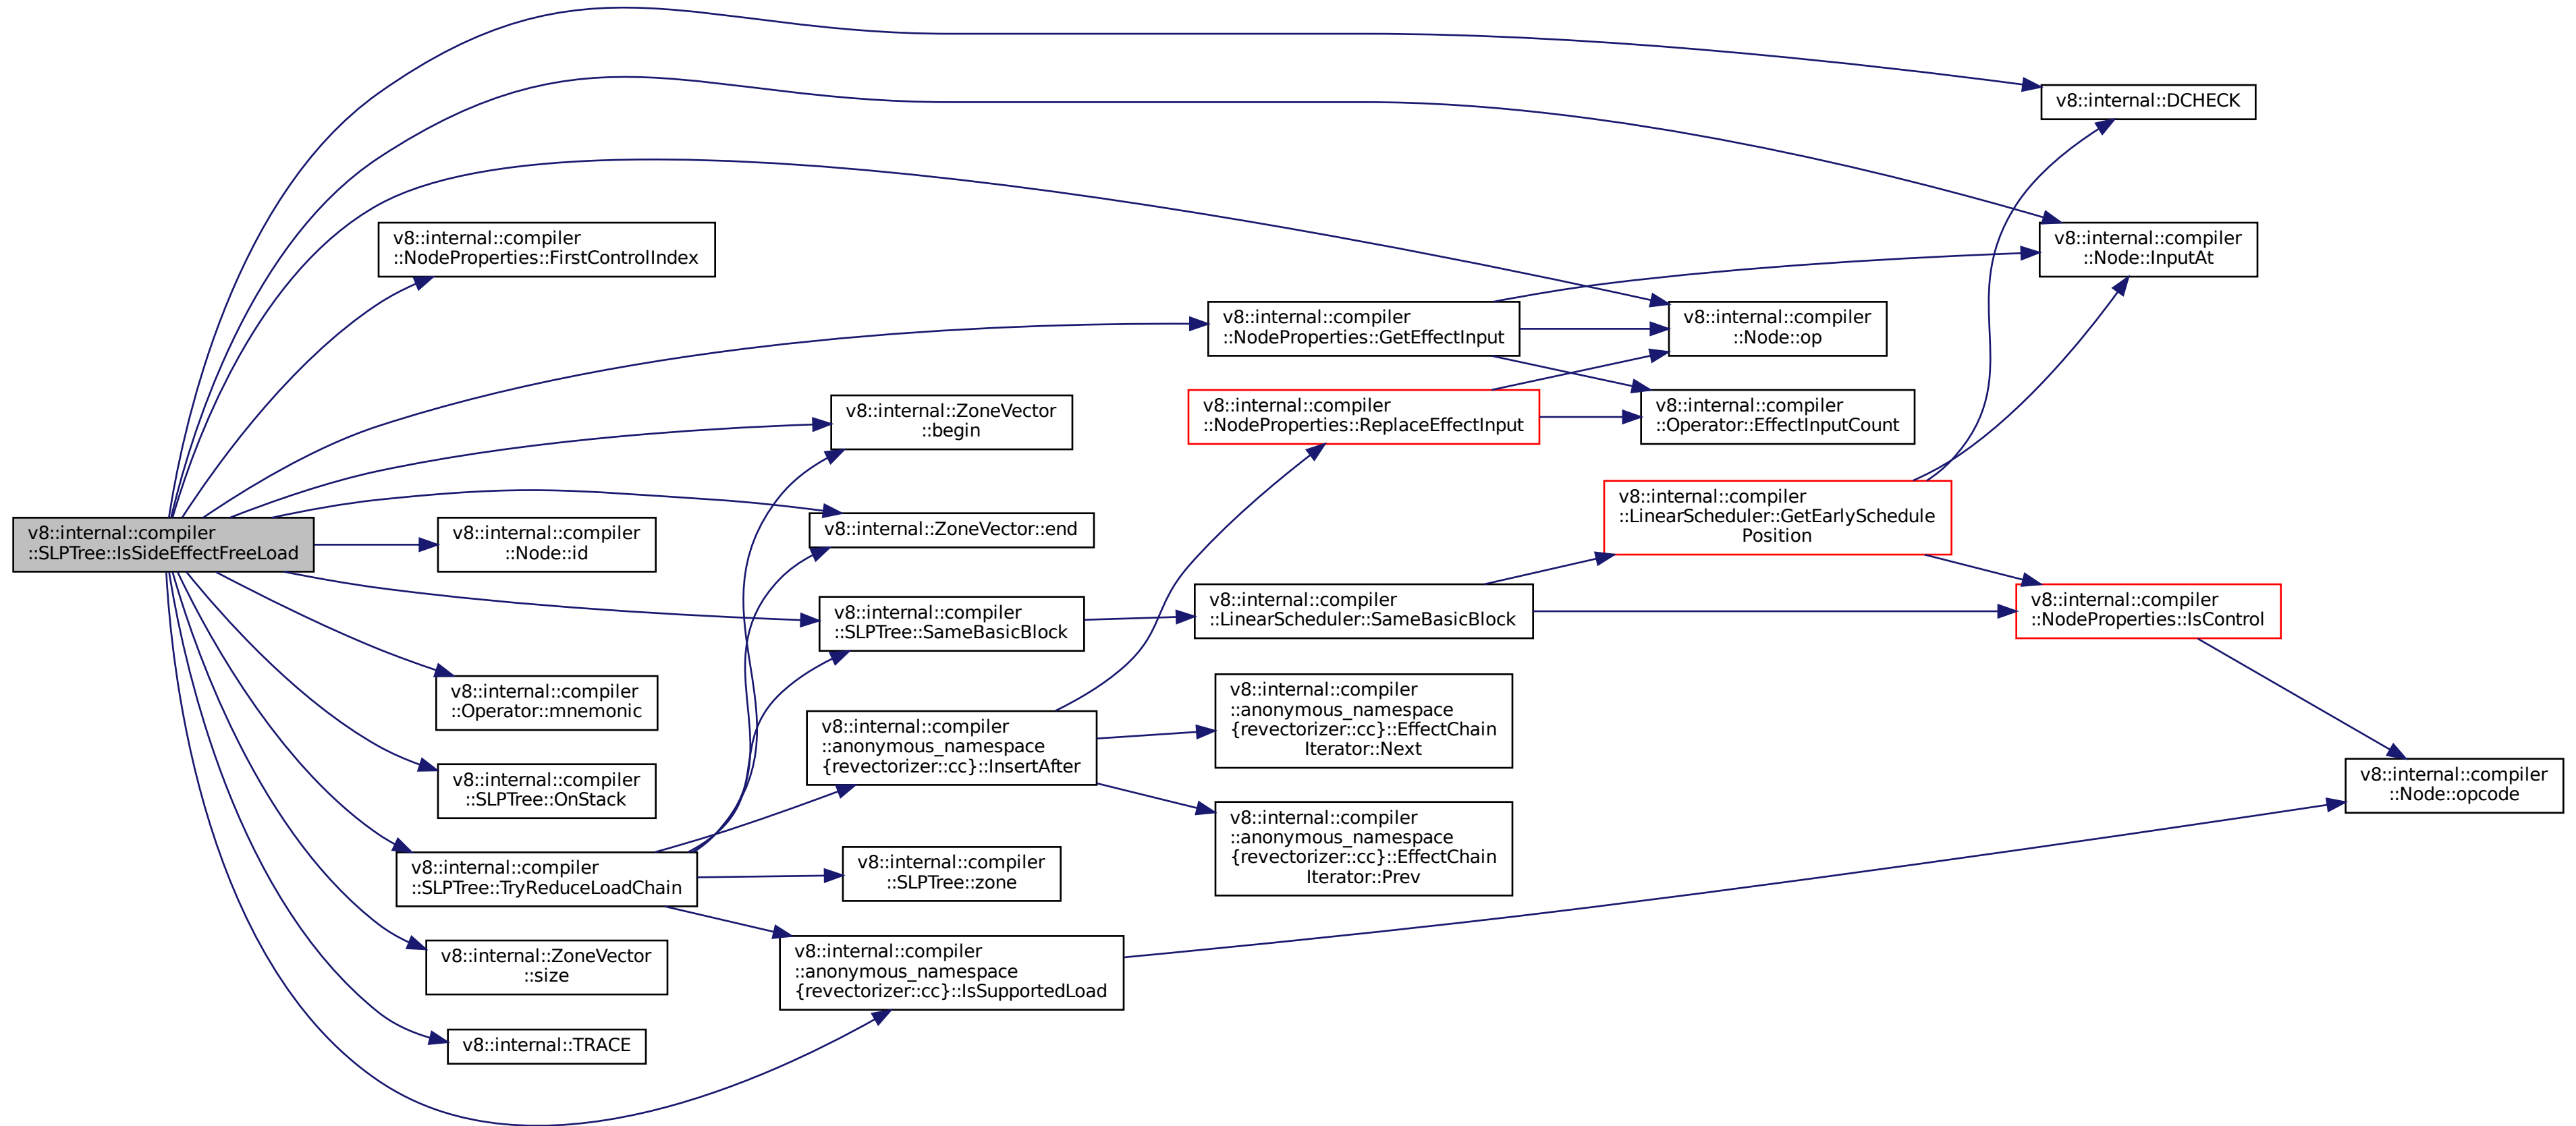 v8::internal::compiler
::SLPTree::IsSideEffectFreeLoad
v8::internal::DCHECK
v8::internal::compiler
::NodeProperties::FirstControlIndex
v8::internal::compiler
::NodeProperties::GetEffectInput
v8::internal::compiler
::Node::InputAt
v8::internal::compiler
::Node::op
v8::internal::compiler
::Operator::EffectInputCount
v8::internal::compiler
::NodeProperties::ReplaceEffectInput
v8::internal::ZoneVector
::begin
v8::internal::ZoneVector::end
v8::internal::compiler
::Node::id
v8::internal::compiler
::SLPTree::SameBasicBlock
v8::internal::compiler
::LinearScheduler::SameBasicBlock
v8::internal::compiler
::LinearScheduler::GetEarlySchedule
Position
v8::internal::compiler
::NodeProperties::IsControl
v8::internal::compiler
::Operator::mnemonic
v8::internal::compiler
::anonymous_namespace
{revectorizer::cc}::InsertAfter
v8::internal::compiler
::anonymous_namespace
{revectorizer::cc}::EffectChain
Iterator::Next
v8::internal::compiler
::anonymous_namespace
{revectorizer::cc}::EffectChain
Iterator::Prev
v8::internal::compiler
::Node::opcode
v8::internal::compiler
::SLPTree::OnStack
v8::internal::compiler
::SLPTree::TryReduceLoadChain
v8::internal::compiler
::SLPTree::zone
v8::internal::compiler
::anonymous_namespace
{revectorizer::cc}::IsSupportedLoad
v8::internal::ZoneVector
::size
v8::internal::TRACE